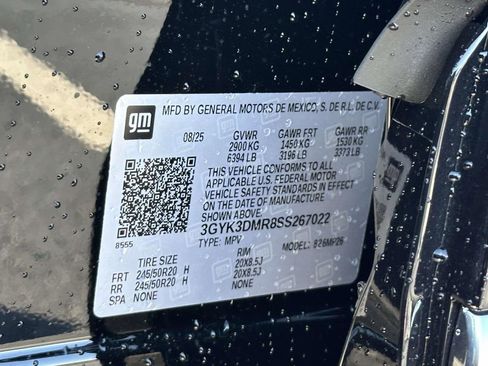 gm
MFD BY GENERAL MOTORS DE MEXICO, S. DE R.L. DE C.V.
08/25 GVWR GAWR FRT GAWR RR
2900 KG 1450 KG 1530 KG
6394 LB 3196 LB 3373 LB
THIS VEHICLE CONFORMS TO ALL
APPLICABLE U.S. FEDERAL MOTOR
VEHICLE SAFETY STANDARDS IN EFFECT
ON THE DATE OF MANUFACTURE
SHOWN ABOVE.
3GYK3DMR8SS267022
8555
TYPE: MPV MODEL: 326MP26
TIRE SIZE RIM
FRT 245/50R20 H 20X8.5J
RR 245/50R20 H 20X8.5J
SPA NONE NONE